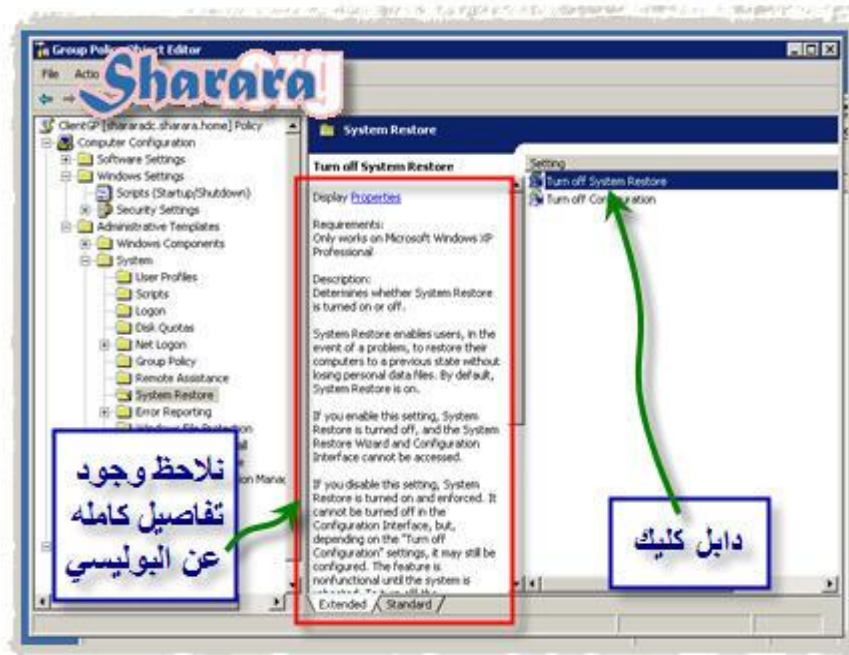 Group Policy Object Editor
Sharara
org
File Actio
ClientGP [shararadc.sharara.home] Policy
Computer Configuration
Software Settings
Windows Settings
Scripts (Startup/Shutdown)
Security Settings
Administrative Templates
Windows Components
System
User Profiles
Scripts
Logon
Disk Quotas
Net Logon
Group Policy
Remote Assistance
System Restore
Error Reporting
Windows File Protection
System Restore
Turn off System Restore
Display Properties
Requirements:
Only works on Microsoft Windows XP
Professional
Description:
Determines whether System Restore
is turned on or off.
System Restore enables users, in the
event of a problem, to restore their
computers to a previous state without
losing personal data files. By default,
System Restore is on.
If you enable this setting, System
Restore is turned off, and the System
Restore Wizard and Configuration
Interface cannot be accessed.
If you disable this setting, System
Restore is turned on and enforced. It
cannot be turned off in the
Configuration Interface, but,
depending on the "Turn off
Configuration" settings, it may still be
configured. The feature is
nonfunctional until the system is
Extended Standard
Setting
Turn off System Restore
Turn off Configuration
نلاحظ وجود
تفاصيل كامله
عن البوليسي
دابل كليك